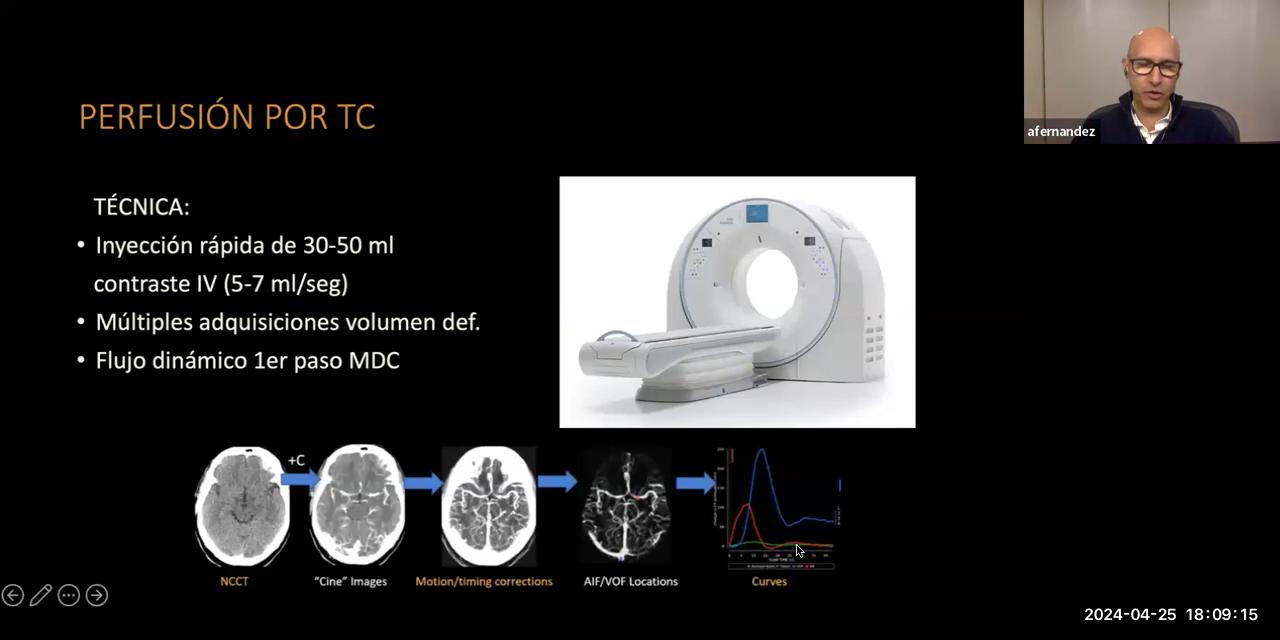 afernandez
PERFUSIÓN POR TC
TÉCNICA:
• Inyección rápida de 30-50 ml
contraste IV (5-7 ml/seg)
• Múltiples adquisiciones volumen def.
• Flujo dinámico 1er paso MDC
+C
NCCT
“Cine” Images
Motion/timing corrections
AIF/VOF Locations
Curves
2024-04-25 18:09:15